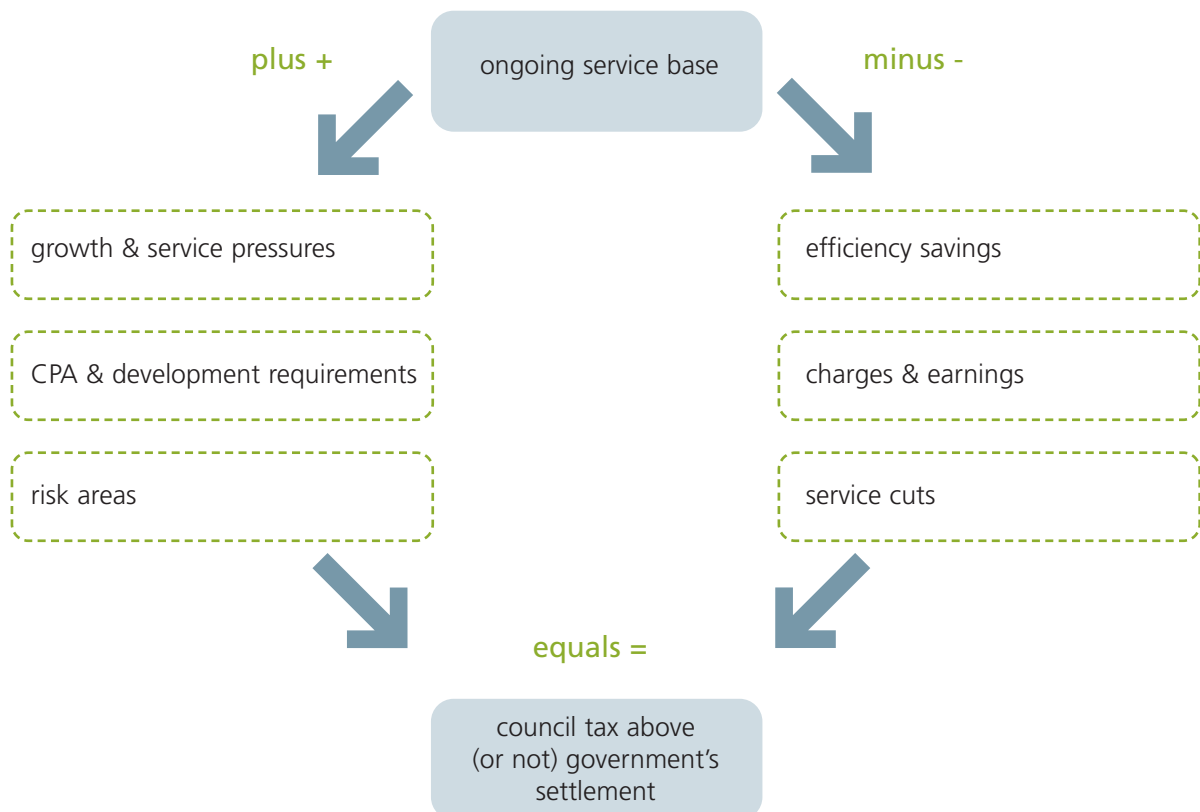 plus +
ongoing service base
minus -
growth & service pressures
CPA & development requirements
risk areas
efficiency savings
charges & earnings
service cuts
equals =
council tax above
(or not) government’s
settlement